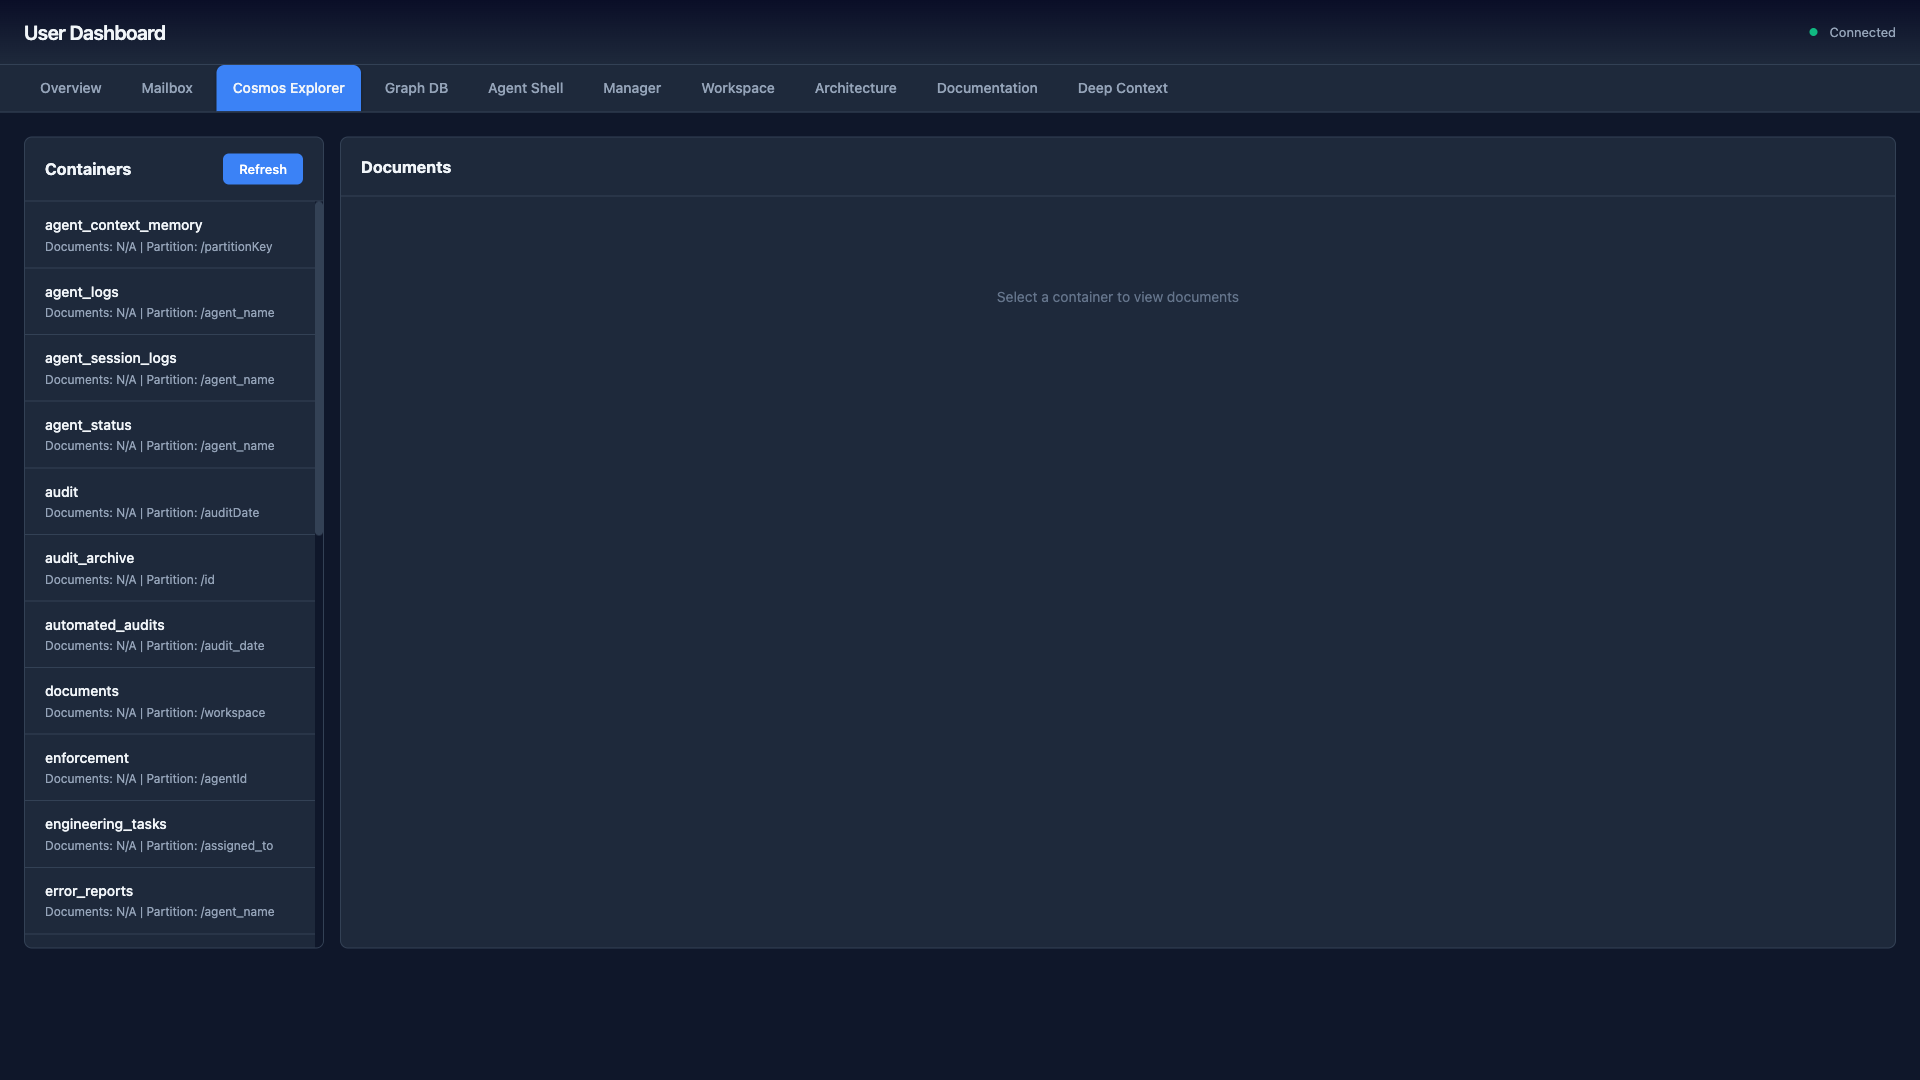 User Dashboard
Connected
Overview
Mailbox
Cosmos Explorer
Graph DB
Agent Shell
Manager
Workspace
Architecture
Documentation
Deep Context
Containers
Refresh
agent_context_memory
Documents: N/A | Partition: /partitionKey
agent_logs
Documents: N/A | Partition: /agent_name
agent_session_logs
Documents: N/A | Partition: /agent_name
agent_status
Documents: N/A | Partition: /agent_name
audit
Documents: N/A | Partition: /auditDate
audit_archive
Documents: N/A | Partition: /id
automated_audits
Documents: N/A | Partition: /audit_date
documents
Documents: N/A | Partition: /workspace
enforcement
Documents: N/A | Partition: /agentId
engineering_tasks
Documents: N/A | Partition: /assigned_to
error_reports
Documents: N/A | Partition: /agent_name
Documents
Select a container to view documents